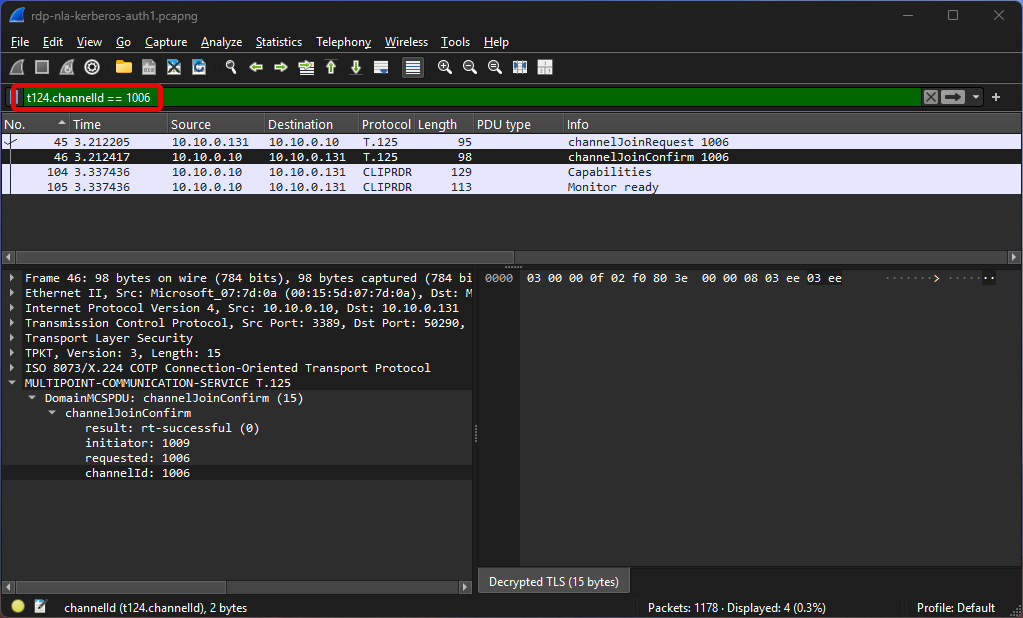 rdp-nla-kerberos-auth1.pcapng
File Edit View Go Capture Analyze Statistics Telephony Wireless Tools Help
t124.channelId == 1006
No. Time Source Destination Protocol Length PDU type Info
45 3.212205 10.10.0.131 10.10.0.10 T.125 95 channelJoinRequest 1006
46 3.212417 10.10.0.10 10.10.0.131 T.125 98 channelJoinConfirm 1006
104 3.337436 10.10.0.10 10.10.0.131 CLIPRDR 129 Capabilities
105 3.337436 10.10.0.10 10.10.0.131 CLIPRDR 113 Monitor ready
Frame 46: 98 bytes on wire (784 bits), 98 bytes captured (784 bi
Ethernet II, Src: Microsoft_07:7d:0a (00:15:5d:07:7d:0a), Dst: M
Internet Protocol Version 4, Src: 10.10.0.10, Dst: 10.10.0.131
Transmission Control Protocol, Src Port: 3389, Dst Port: 50290,
Transport Layer Security
TPKT, Version: 3, Length: 15
ISO 8073/X.224 COTP Connection-Oriented Transport Protocol
MULTIPOINT-COMMUNICATION-SERVICE T.125
DomainMCSPDU: channelJoinConfirm (15)
channelJoinConfirm
result: rt-successful (0)
initiator: 1009
requested: 1006
channelId: 1006
0000 03 00 00 0f 02 f0 80 3e 00 00 08 03 ee 03 ee ·······> ·······
Decrypted TLS (15 bytes)
channelId (t124.channelId), 2 bytes
Packets: 1178 · Displayed: 4 (0.3%)
Profile: Default